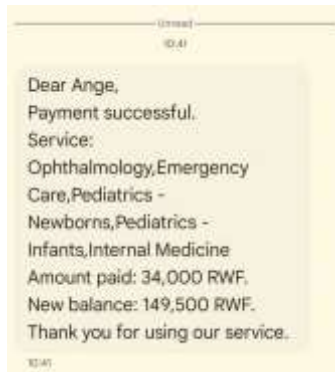 Unread
10:41
Dear Ange,
Payment successful.
Service:
Ophthalmology,Emergency
Care,Pediatrics -
Newborns,Pediatrics -
Infants,Internal Medicine
Amount paid: 34,000 RWF.
New balance: 149,500 RWF.
Thank you for using our service.
10:41